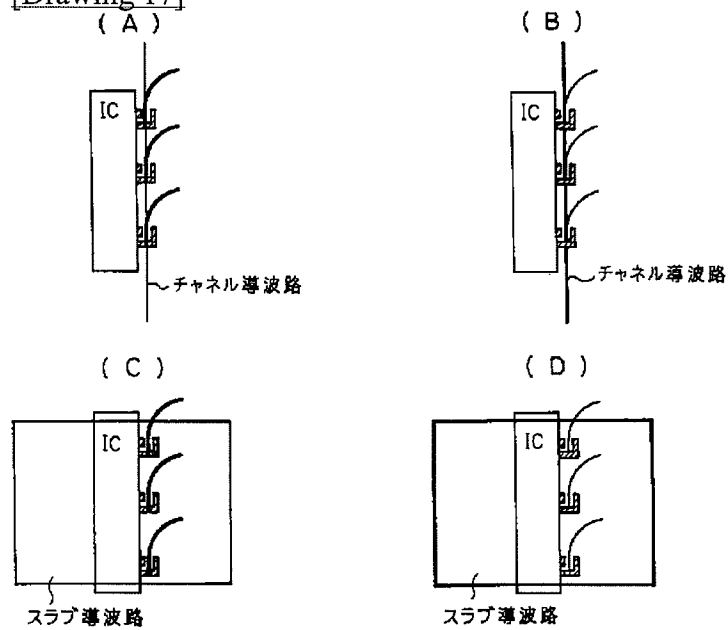 [Drawing 17]
( A )
( B )
IC
IC
チャネル導波路
チャネル導波路
( C )
( D )
IC
IC
スラブ導波路
スラブ導波路